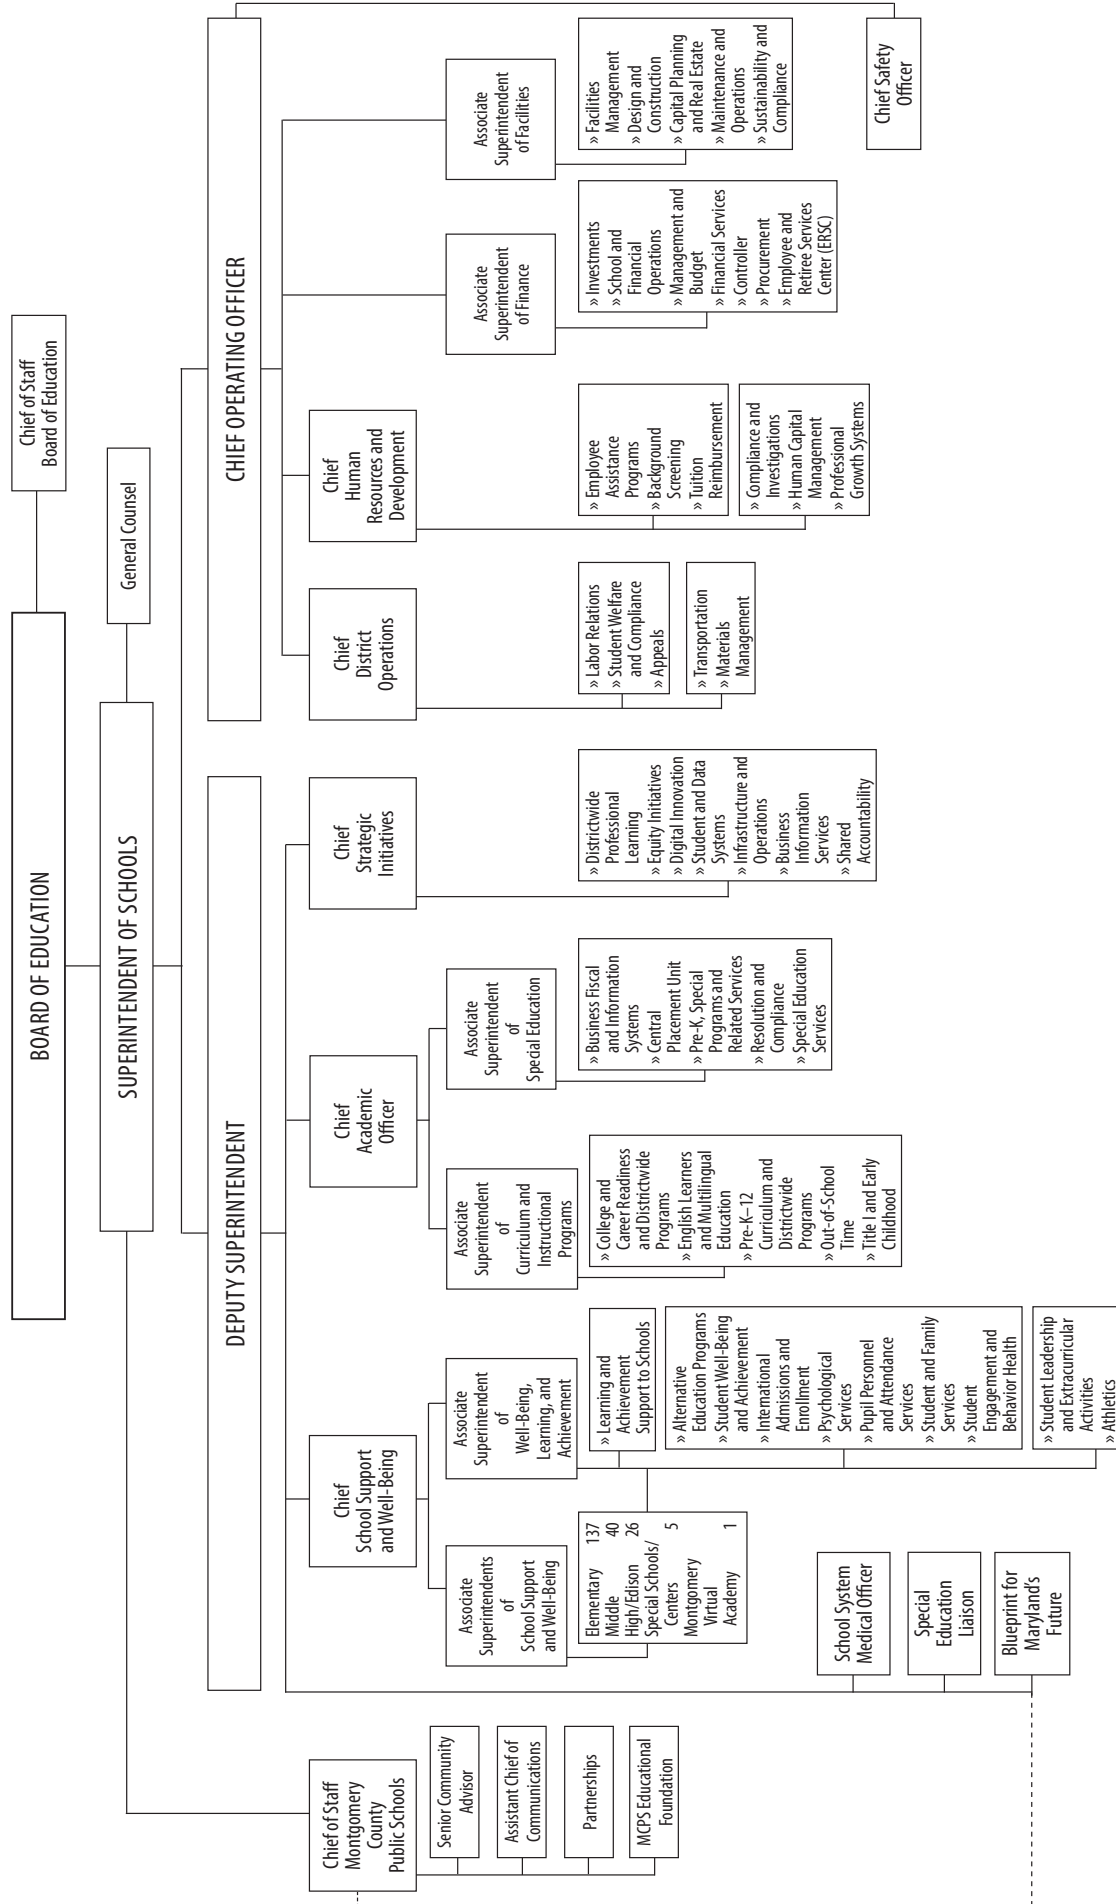 BOARD OF EDUCATION
Chief of Staff
Board of Education
SUPERINTENDENT OF SCHOOLS
General Counsel
DEPUTY SUPERINTENDENT
CHIEF OPERATING OFFICER
Chief of Staff
Montgomery
County
Public Schools
Senior Community
Advisor
Assistant Chief of
Communications
Partnerships
MCPS Educational
Foundation
Chief
School Support
and Well-Being
Associate
Superintendents
of
School Support
and Well-Being
Elementary 137
Middle 40
High/Edison 26
Special Schools/
Centers 5
Montgomery
Virtual
Academy 1
Associate
Superintendent
of
Well-Being,
Learning, and
Achievement
» Learning and
Achievement
Support to Schools
» Alternative
Education Programs
» Student Well-Being
and Achievement
» International
Admissions and
Enrollment
» Psychological
Services
» Pupil Personnel
and Attendance
Services
» Student and Family
Services
» Student
Engagement and
Behavior Health
» Student Leadership
and Extracurricular
Activities
» Athletics
School System
Medical Officer
Special
Education
Liaison
Blueprint for
Maryland's
Future
Chief
Academic
Officer
Associate
Superintendent
of
Curriculum and
Instructional
Programs
» College and
Career Readiness
and Districtwide
Programs
» English Learners
and Multilingual
Education
» Pre-K–12
Curriculum and
Districtwide
Programs
» Out-of-School
Time
» Title I and Early
Childhood
Associate
Superintendent
of
Special Education
» Business Fiscal
and Information
Systems
» Central
Placement Unit
» Pre-K, Special
Programs and
Related Services
» Resolution and
Compliance
» Special Education
Services
Chief
Strategic
Initiatives
» Districtwide
Professional
Learning
» Equity Initiatives
» Digital Innovation
» Student and Data
Systems
» Infrastructure and
Operations
» Business
Information
Services
» Shared
Accountability
Chief
District
Operations
» Labor Relations
» Student Welfare
and Compliance
» Appeals
» Transportation
» Materials
Management
Chief
Human
Resources and
Development
» Employee
Assistance
Programs
» Background
Screening
» Tuition
Reimbursement
» Compliance and
Investigations
» Human Capital
Management
» Professional
Growth Systems
Associate
Superintendent
of Finance
» Investments
» School and
Financial
Operations
» Management and
Budget
» Financial Services
» Controller
» Procurement
» Employee and
Retiree Services
Center (ERSC)
Associate
Superintendent
of Facilities
» Facilities
Management
» Design and
Construction
» Capital Planning
and Real Estate
» Maintenance and
Operations
» Sustainability and
Compliance
Chief Safety
Officer